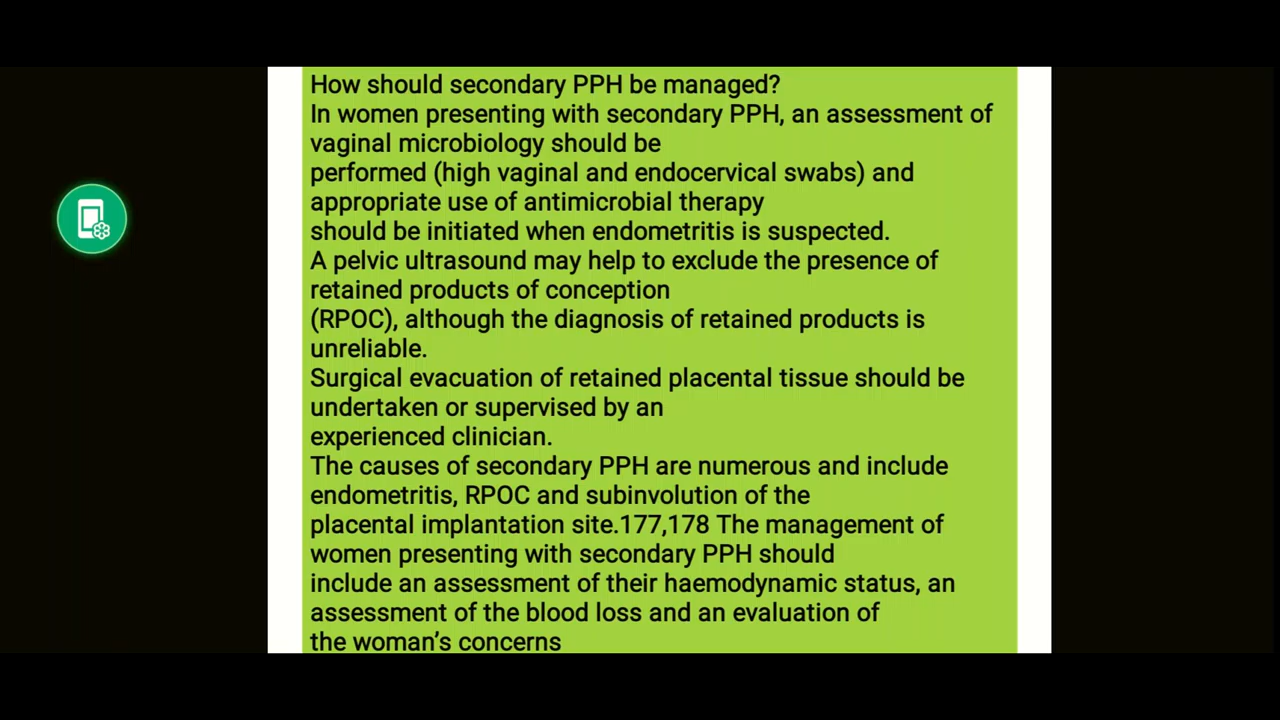 How should secondary PPH be managed?
In women presenting with secondary PPH, an assessment of
vaginal microbiology should be
performed (high vaginal and endocervical swabs) and
appropriate use of antimicrobial therapy
should be initiated when endometritis is suspected.
A pelvic ultrasound may help to exclude the presence of
retained products of conception
(RPOC), although the diagnosis of retained products is
unreliable.
Surgical evacuation of retained placental tissue should be
undertaken or supervised by an
experienced clinician.
The causes of secondary PPH are numerous and include
endometritis, RPOC and subinvolution of the
placental implantation site.177,178 The management of
women presenting with secondary PPH should
include an assessment of their haemodynamic status, an
assessment of the blood loss and an evaluation of
the woman’s concerns